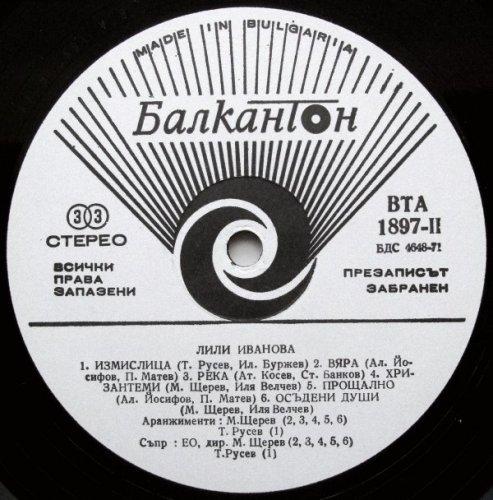 MADE IN BULGARIA
Балкантон
33
СТЕРЕО
ВТА
1897-II
БДС 4648-71
ВСИЧКИ
ПРАВА
ЗАПАЗЕНИ
ПРЕЗАПИСЪТ
ЗАБРАНЕН
ЛИЛИ ИВАНОВА
1. ИЗМИСЛИЦА (Т. Русев, Ил. Буржев) 2. ВЯРА (Ал. Йо-
сифов, П. Матев) 3. РЕКА (Ат. Косев, Ст. Банков) 4. ХРИ-
ЗАНТЕМИ (М. Щерев, Иля Велчев) 5. ПРОЩАЛНО
(Ал. Йосифов, П. Матев) 6. ОСЪДЕНИ ДУШИ
(М. Щерев, Иля Велчев)
Аранжименти : М.Щерев (2, 3, 4, 5, 6)
Т. Русев (1)
Съпр : ЕО, дир. М. Щерев (2, 3, 4, 5, 6)
Т.Русев (1)